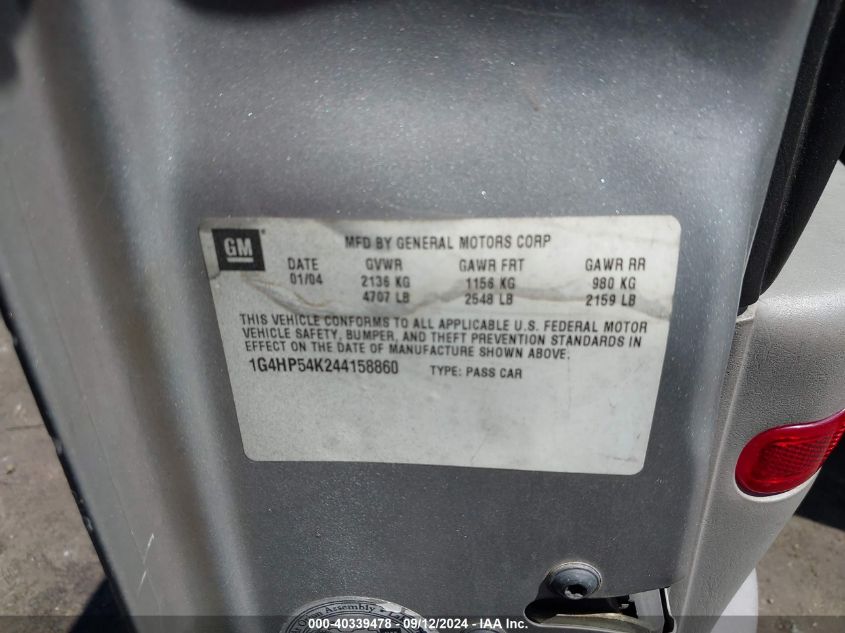 GM
MFD BY GENERAL MOTORS CORP
DATE GVWR GAWR FRT GAWR RR
01/04 2136 KG 1156 KG 980 KG
4707 LB 2548 LB 2159 LB
THIS VEHICLE CONFORMS TO ALL APPLICABLE U.S. FEDERAL MOTOR
VEHICLE SAFETY, BUMPER, AND THEFT PREVENTION STANDARDS IN
EFFECT ON THE DATE OF MANUFACTURE SHOWN ABOVE.
1G4HP54K244158860 TYPE: PASS CAR
Assembly
000-40339478 - 09/12/2024 - IAA Inc.